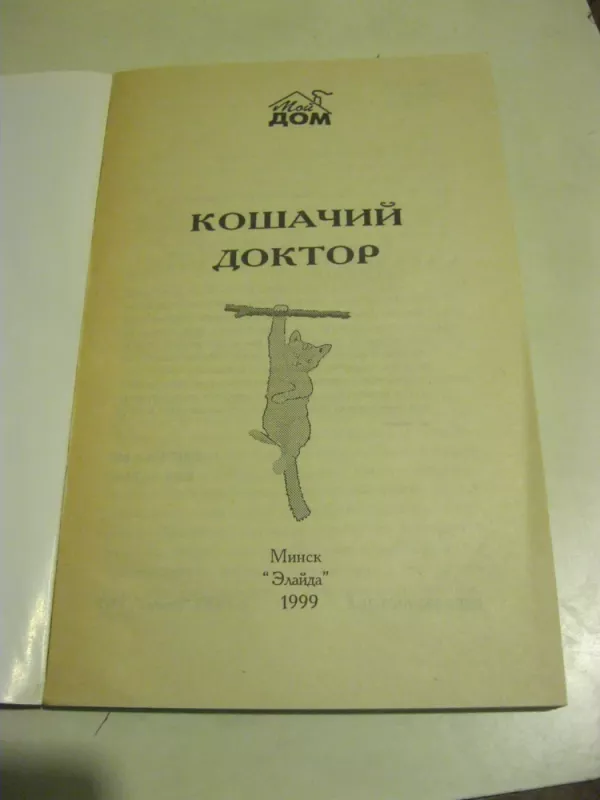 Мой
ДОМ
КОШАЧИЙ
ДОКТОР
Минск
"Элайда"
1999